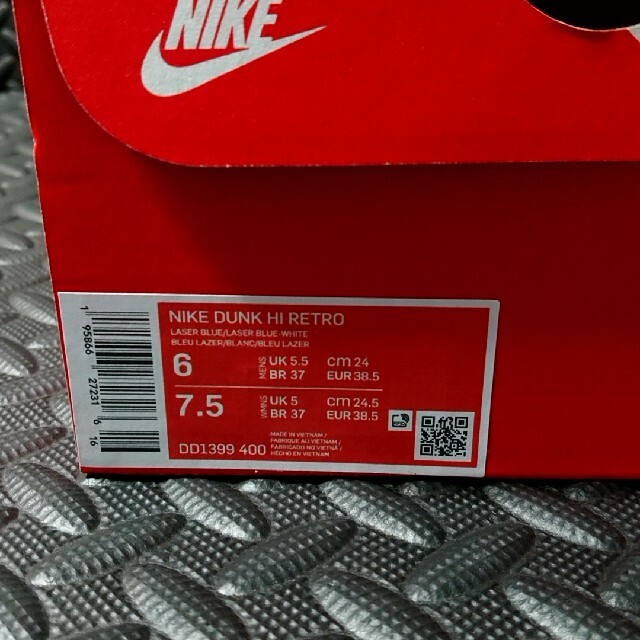 NIKE
NIKE DUNK HI RETRO
LASER BLUE/LASER BLUE-WHITE
BLEU LAZER/BLANC/BLEU LAZER
6 MENS UK 5.5 cm 24
BR 37 EUR 38.5
7.5 WMNS UK 5 cm 24.5
BR 37 EUR 38.5
DD1399 400
MADE IN VIETNAM /
FABRIQUE AU VIETNAM /
FABRICADO NO VIETNÃ /
HECHO EN VIETNAM
1 95866 27231 6 16